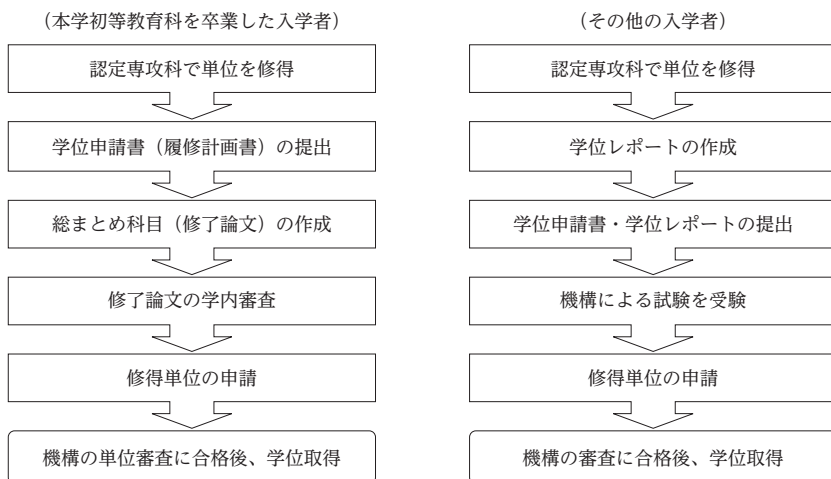 （本学初等教育科を卒業した入学者）
認定専攻科で単位を修得
学位申請書（履修計画書）の提出
総まとめ科目（修了論文）の作成
修了論文の学内審査
修得単位の申請
機構の単位審査に合格後、学位取得
（その他の入学者）
認定専攻科で単位を修得
学位レポートの作成
学位申請書・学位レポートの提出
機構による試験を受験
修得単位の申請
機構の審査に合格後、学位取得